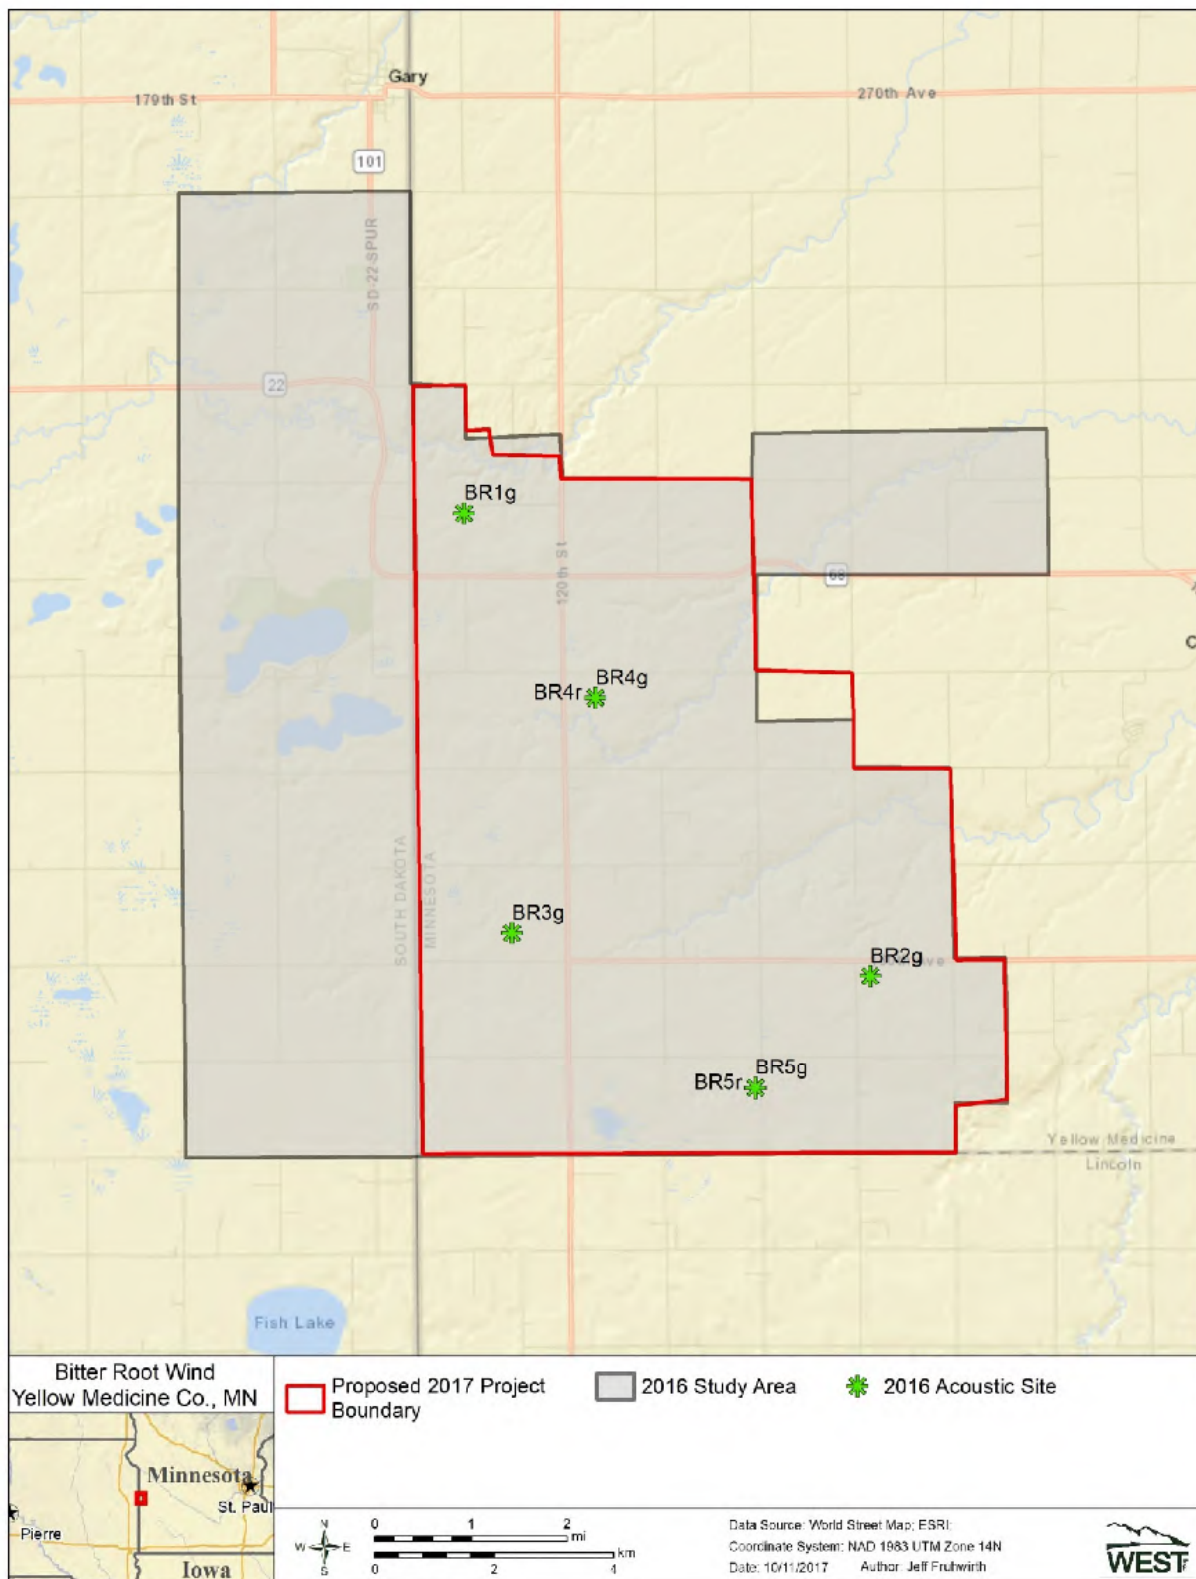 Gary
179th St
270th Ave
101
SD-22-SPUR
22
BR1g
120th St
68
BR4r
BR4g
SOUTH DAKOTA
MINNESOTA
BR3g
BR2g
BR5r
BR5g
Yellow Medicine
Lincoln
Fish Lake
Bitter Root Wind
Yellow Medicine Co., MN
Proposed 2017 Project
Boundary
2016 Study Area
2016 Acoustic Site
Minnesota
St. Paul
Pierre
Iowa
N
W
E
S
0 1 2
mi
km
0 2 4
Data Source: World Street Map; ESRI;
Coordinate System: NAD 1983 UTM Zone 14N
Date: 10/11/2017 Author: Jeff Fruhwirth
WEST